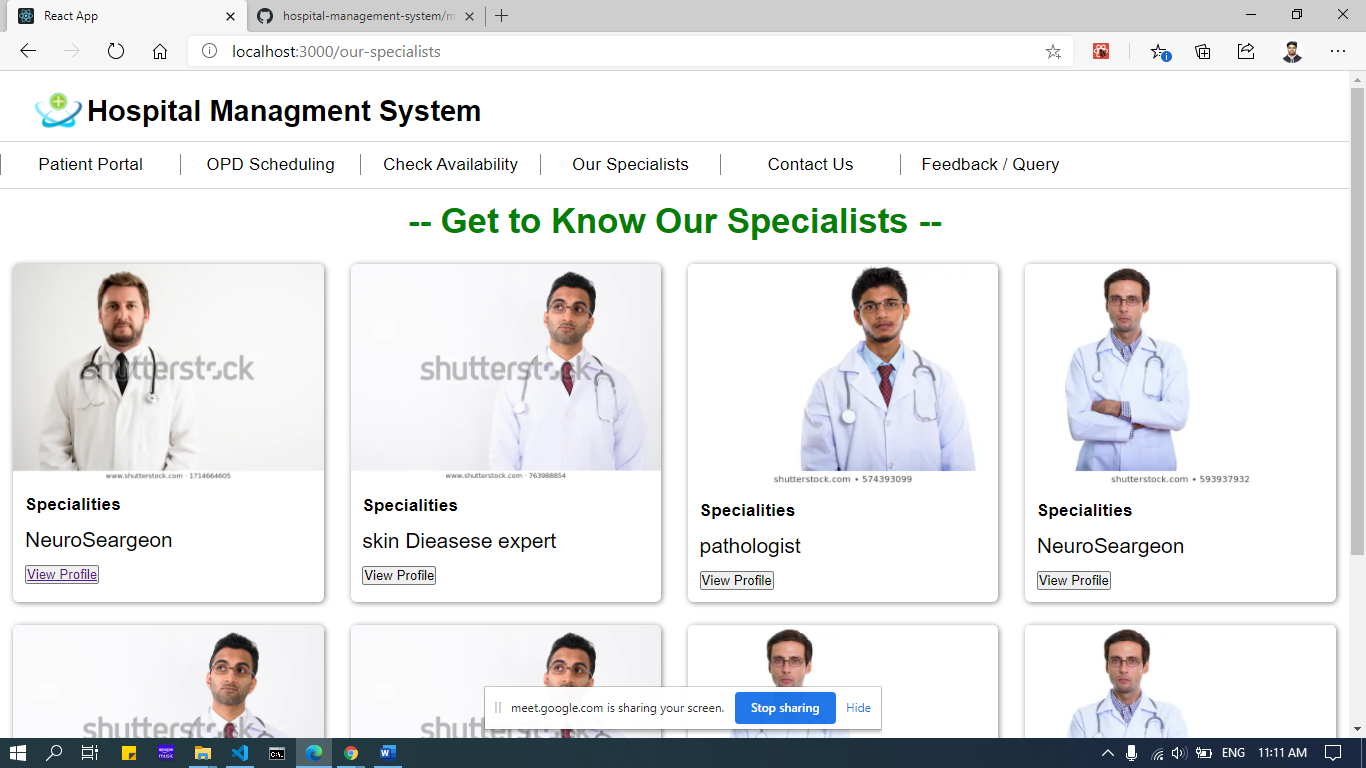 React App
hospital-management-system/m
localhost:3000/our-specialists
Hospital Managment System
Patient Portal
OPD Scheduling
Check Availability
Our Specialists
Contact Us
Feedback / Query
-- Get to Know Our Specialists --
shutterstock
www.shutterstock.com · 1714664605
Specialities
NeuroSeargeon
View Profile
shutterstock
www.shutterstock.com · 763988854
Specialities
skin Dieasese expert
View Profile
shutterstock.com • 574393099
Specialities
pathologist
View Profile
shutterstock.com • 593937932
Specialities
NeuroSeargeon
View Profile
shutterstock
shutterstock
meet.google.com is sharing your screen.
Stop sharing
Hide
amazon music
C:\.
W
ENG
11:11 AM